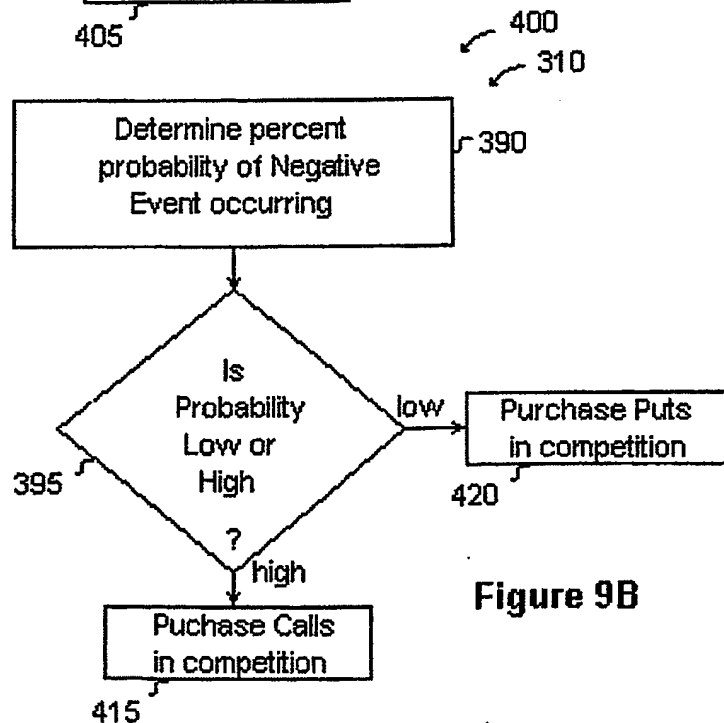 405
400
310
Determine percent
probability of Negative
Event occurring
390
Is
Probability
Low or
High
?
low
Purchase Puts
in competition
395
420
high
Puchase Calls
in competition
415
Figure 9B